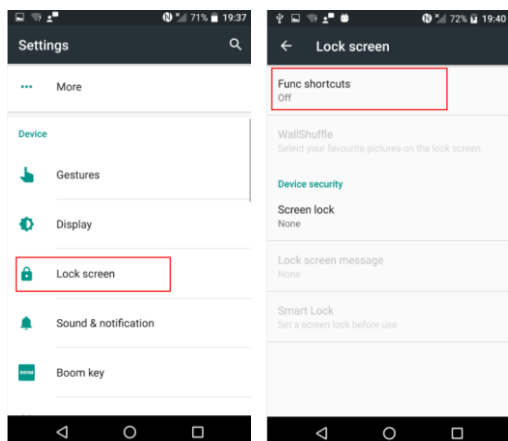 71% 19:37
Settings
More
Device
Gestures
Display
Lock screen
Sound & notification
BOOM
Boom key
72% 19:40
Lock screen
Func shortcuts
Off
WallShuffle
Select your favourite pictures on the lock screen.
Device security
Screen lock
None
Lock screen message
None
Smart Lock
Set a screen lock before use